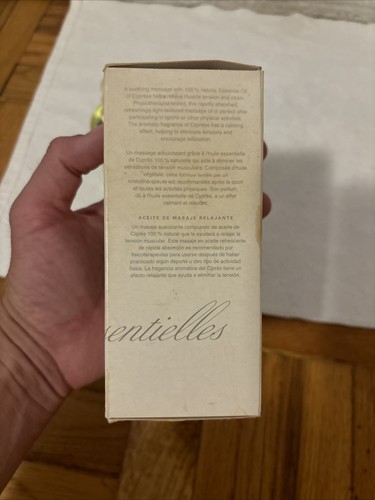 A soothing massage with 100 % natural Essential Oil
of Cypress helps relieve muscle tension and strain.
Physiotherapist-tested, this rapidly absorbed,
refreshingly light-textured massage oil is perfect after
participating in sports or other physical activities.
The aromatic fragrance of Cypress has a calming
effect, helping to eliminate tensions and
encourage relaxation.
Un massage adoucissant grâce à l'huile essentielle
de Cyprès 100 % naturelle qui aide à éliminer les
sensations de tension musculaire. Composée d'huile
végétale, cette formule testée par un
kinésithérapeute est recommandée après le sport
et toutes les activités physiques. Son parfum,
dû à l'huile essentielle de Cyprès, a un effet
calmant et relaxant.
ACEITE DE MASAJE RELAJANTE
Un masaje suavizante compuesto de aceite de
Ciprés 100 % natural que le ayudará a relajar la
tensión muscular. Este masaje en aceite refrescante
de rápida absorción es recomendado por
fisioterapeutas para usarse después de haber
practicado algún deporte u otro tipo de actividad
física. La fragancia aromática del Ciprés tiene un
efecto relajante que ayuda a eliminar la tensión.
sentielles